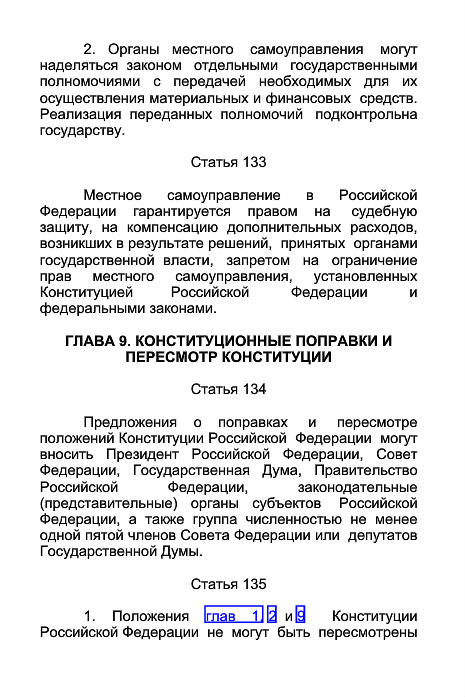 2. Органы местного самоуправления могут
наделяться законом отдельными государственными
полномочиями с передачей необходимых для их
осуществления материальных и финансовых средств.
Реализация переданных полномочий подконтрольна
государству.
Статья 133
Местное самоуправление в Российской
Федерации гарантируется правом на судебную
защиту, на компенсацию дополнительных расходов,
возникших в результате решений, принятых органами
государственной власти, запретом на ограничение
прав местного самоуправления, установленных
Конституцией Российской Федерации и
федеральными законами.
ГЛАВА 9. КОНСТИТУЦИОННЫЕ ПОПРАВКИ И
ПЕРЕСМОТР КОНСТИТУЦИИ
Статья 134
Предложения о поправках и пересмотре
положений Конституции Российской Федерации могут
вносить Президент Российской Федерации, Совет
Федерации, Государственная Дума, Правительство
Российской Федерации, законодательные
(представительные) органы субъектов Российской
Федерации, а также группа численностью не менее
одной пятой членов Совета Федерации или депутатов
Государственной Думы.
Статья 135
1. Положения глав 1, 2 и 9 Конституции
Российской Федерации не могут быть пересмотрены